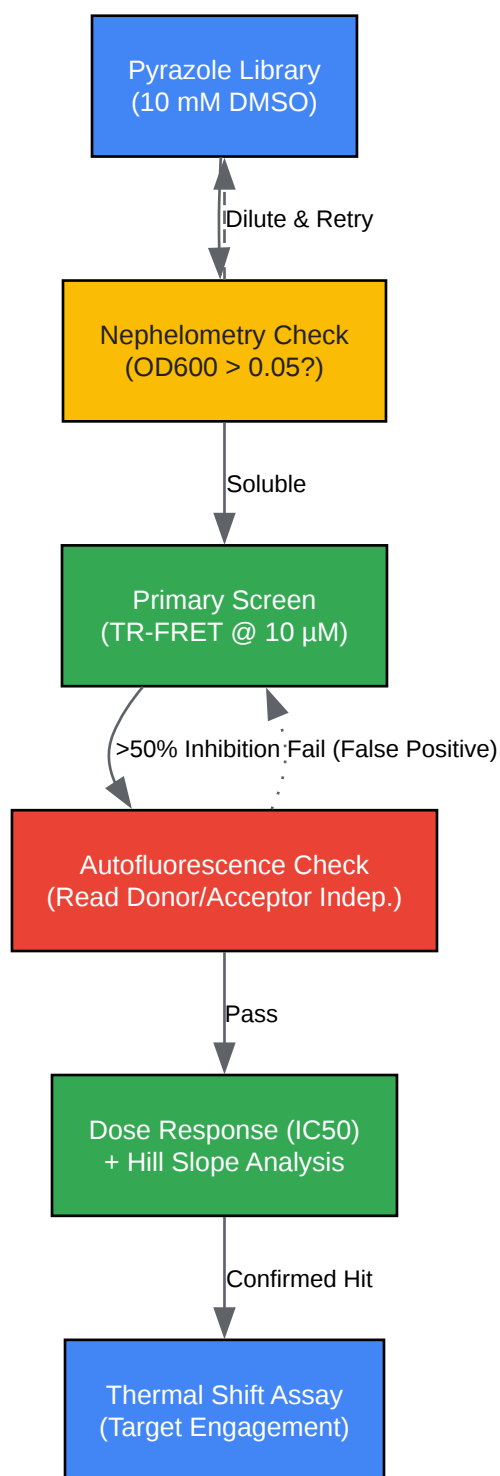 Pyrazole Library
(10 mM DMSO)
Dilute & Retry
Nephelometry Check
(OD600 > 0.05?)
Soluble
Primary Screen
(TR-FRET @ 10 µM)
>50% Inhibition
Fail (False Positive)
Autofluorescence Check
(Read Donor/Acceptor Indep.)
Pass
Dose Response (IC50)
+ Hill Slope Analysis
Confirmed Hit
Thermal Shift Assay
(Target Engagement)